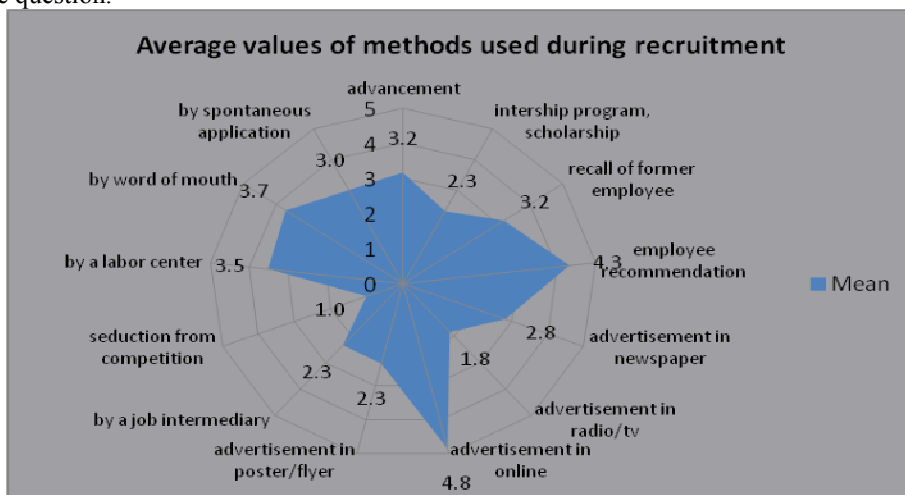 e question.
Average values of methods used during recruitment
advancement
intership program,
scholarship
recall of former
employee
employee
recommendation
advertisement in
newspaper
advertisement in
radio/tv
advertisement in
online
advertisement in
poster/flyer
by a job intermediary
seduction from
competition
by a labor center
by word of mouth
by spontaneous
application
5
4
3
2
1
0
3.2
2.3
3.2
4.3
2.8
1.8
4.8
2.3
2.3
1.0
3.5
3.7
3.0
Mean